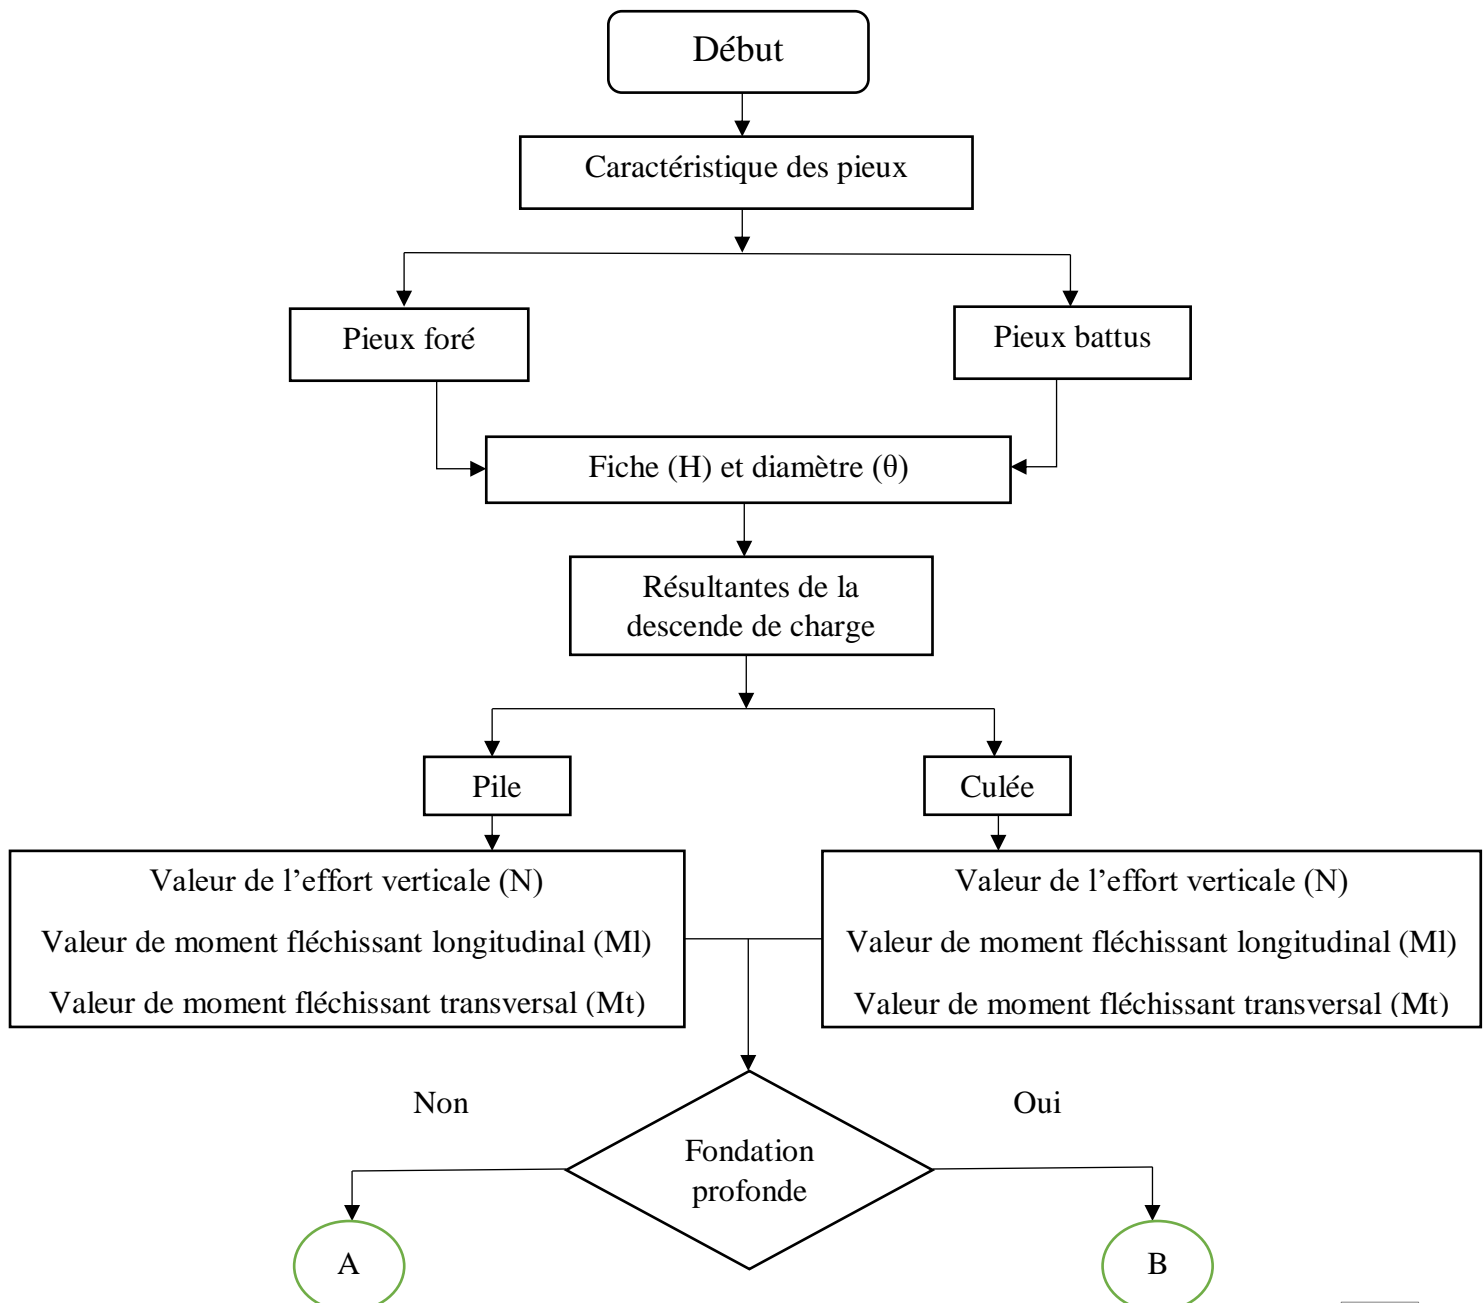 Début
Caractéristique des pieux
Pieux foré
Pieux battus
Fiche (H) et diamètre (θ)
Résultantes de la
descende de charge
Pile
Culée
Valeur de l’effort verticale (N)
Valeur de moment fléchissant longitudinal (Ml)
Valeur de moment fléchissant transversal (Mt)
Valeur de l’effort verticale (N)
Valeur de moment fléchissant longitudinal (Ml)
Valeur de moment fléchissant transversal (Mt)
Non
Oui
Fondation
profonde
A
B